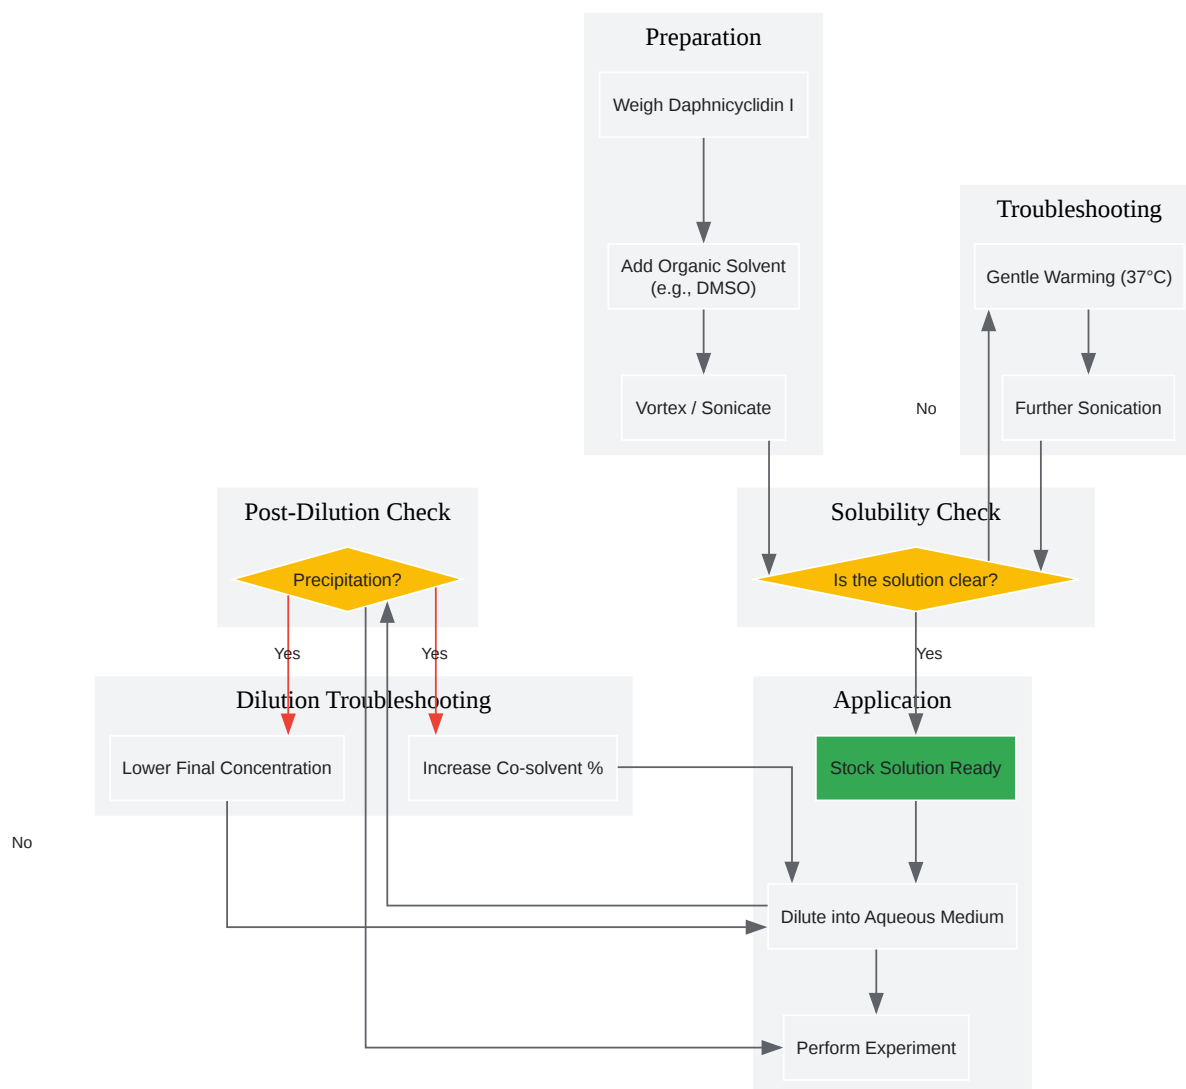 Preparation
Weigh Daphnicyclidin I
Add Organic Solvent
(e.g., DMSO)
Vortex / Sonicate
Troubleshooting
Gentle Warming (37°C)
Further Sonication
No
Solubility Check
Is the solution clear?
Yes
Post-Dilution Check
Precipitation?
Yes
Yes
Dilution Troubleshooting
Lower Final Concentration
Increase Co-solvent %
No
Application
Stock Solution Ready
Dilute into Aqueous Medium
Perform Experiment